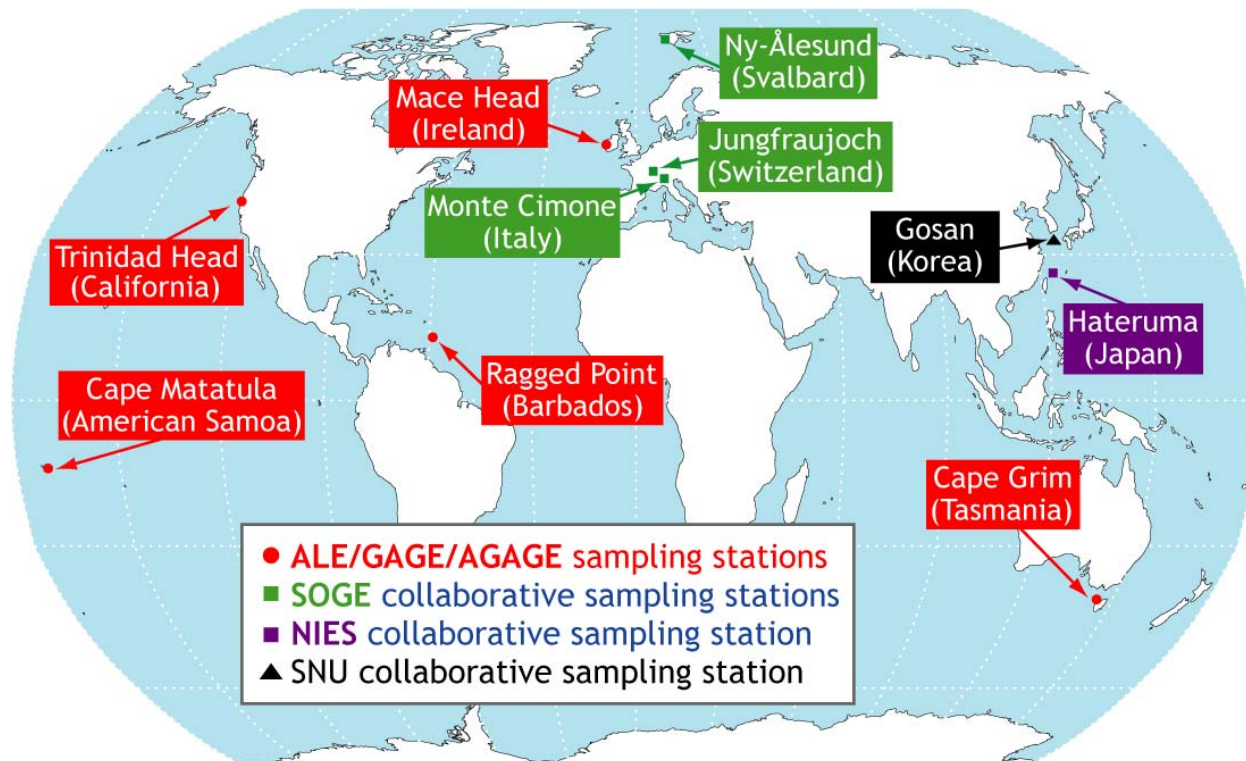 Ny-Ålesund
(Svalbard)
Mace Head
(Ireland)
Jungfraujoch
(Switzerland)
Monte Cimone
(Italy)
Gosan
(Korea)
Trinidad Head
(California)
Hateruma
(Japan)
Ragged Point
(Barbados)
Cape Matatula
(American Samoa)
Cape Grim
(Tasmania)
ALE/GAGE/AGAGE sampling stations
SOGE collaborative sampling stations
NIES collaborative sampling station
SNU collaborative sampling station